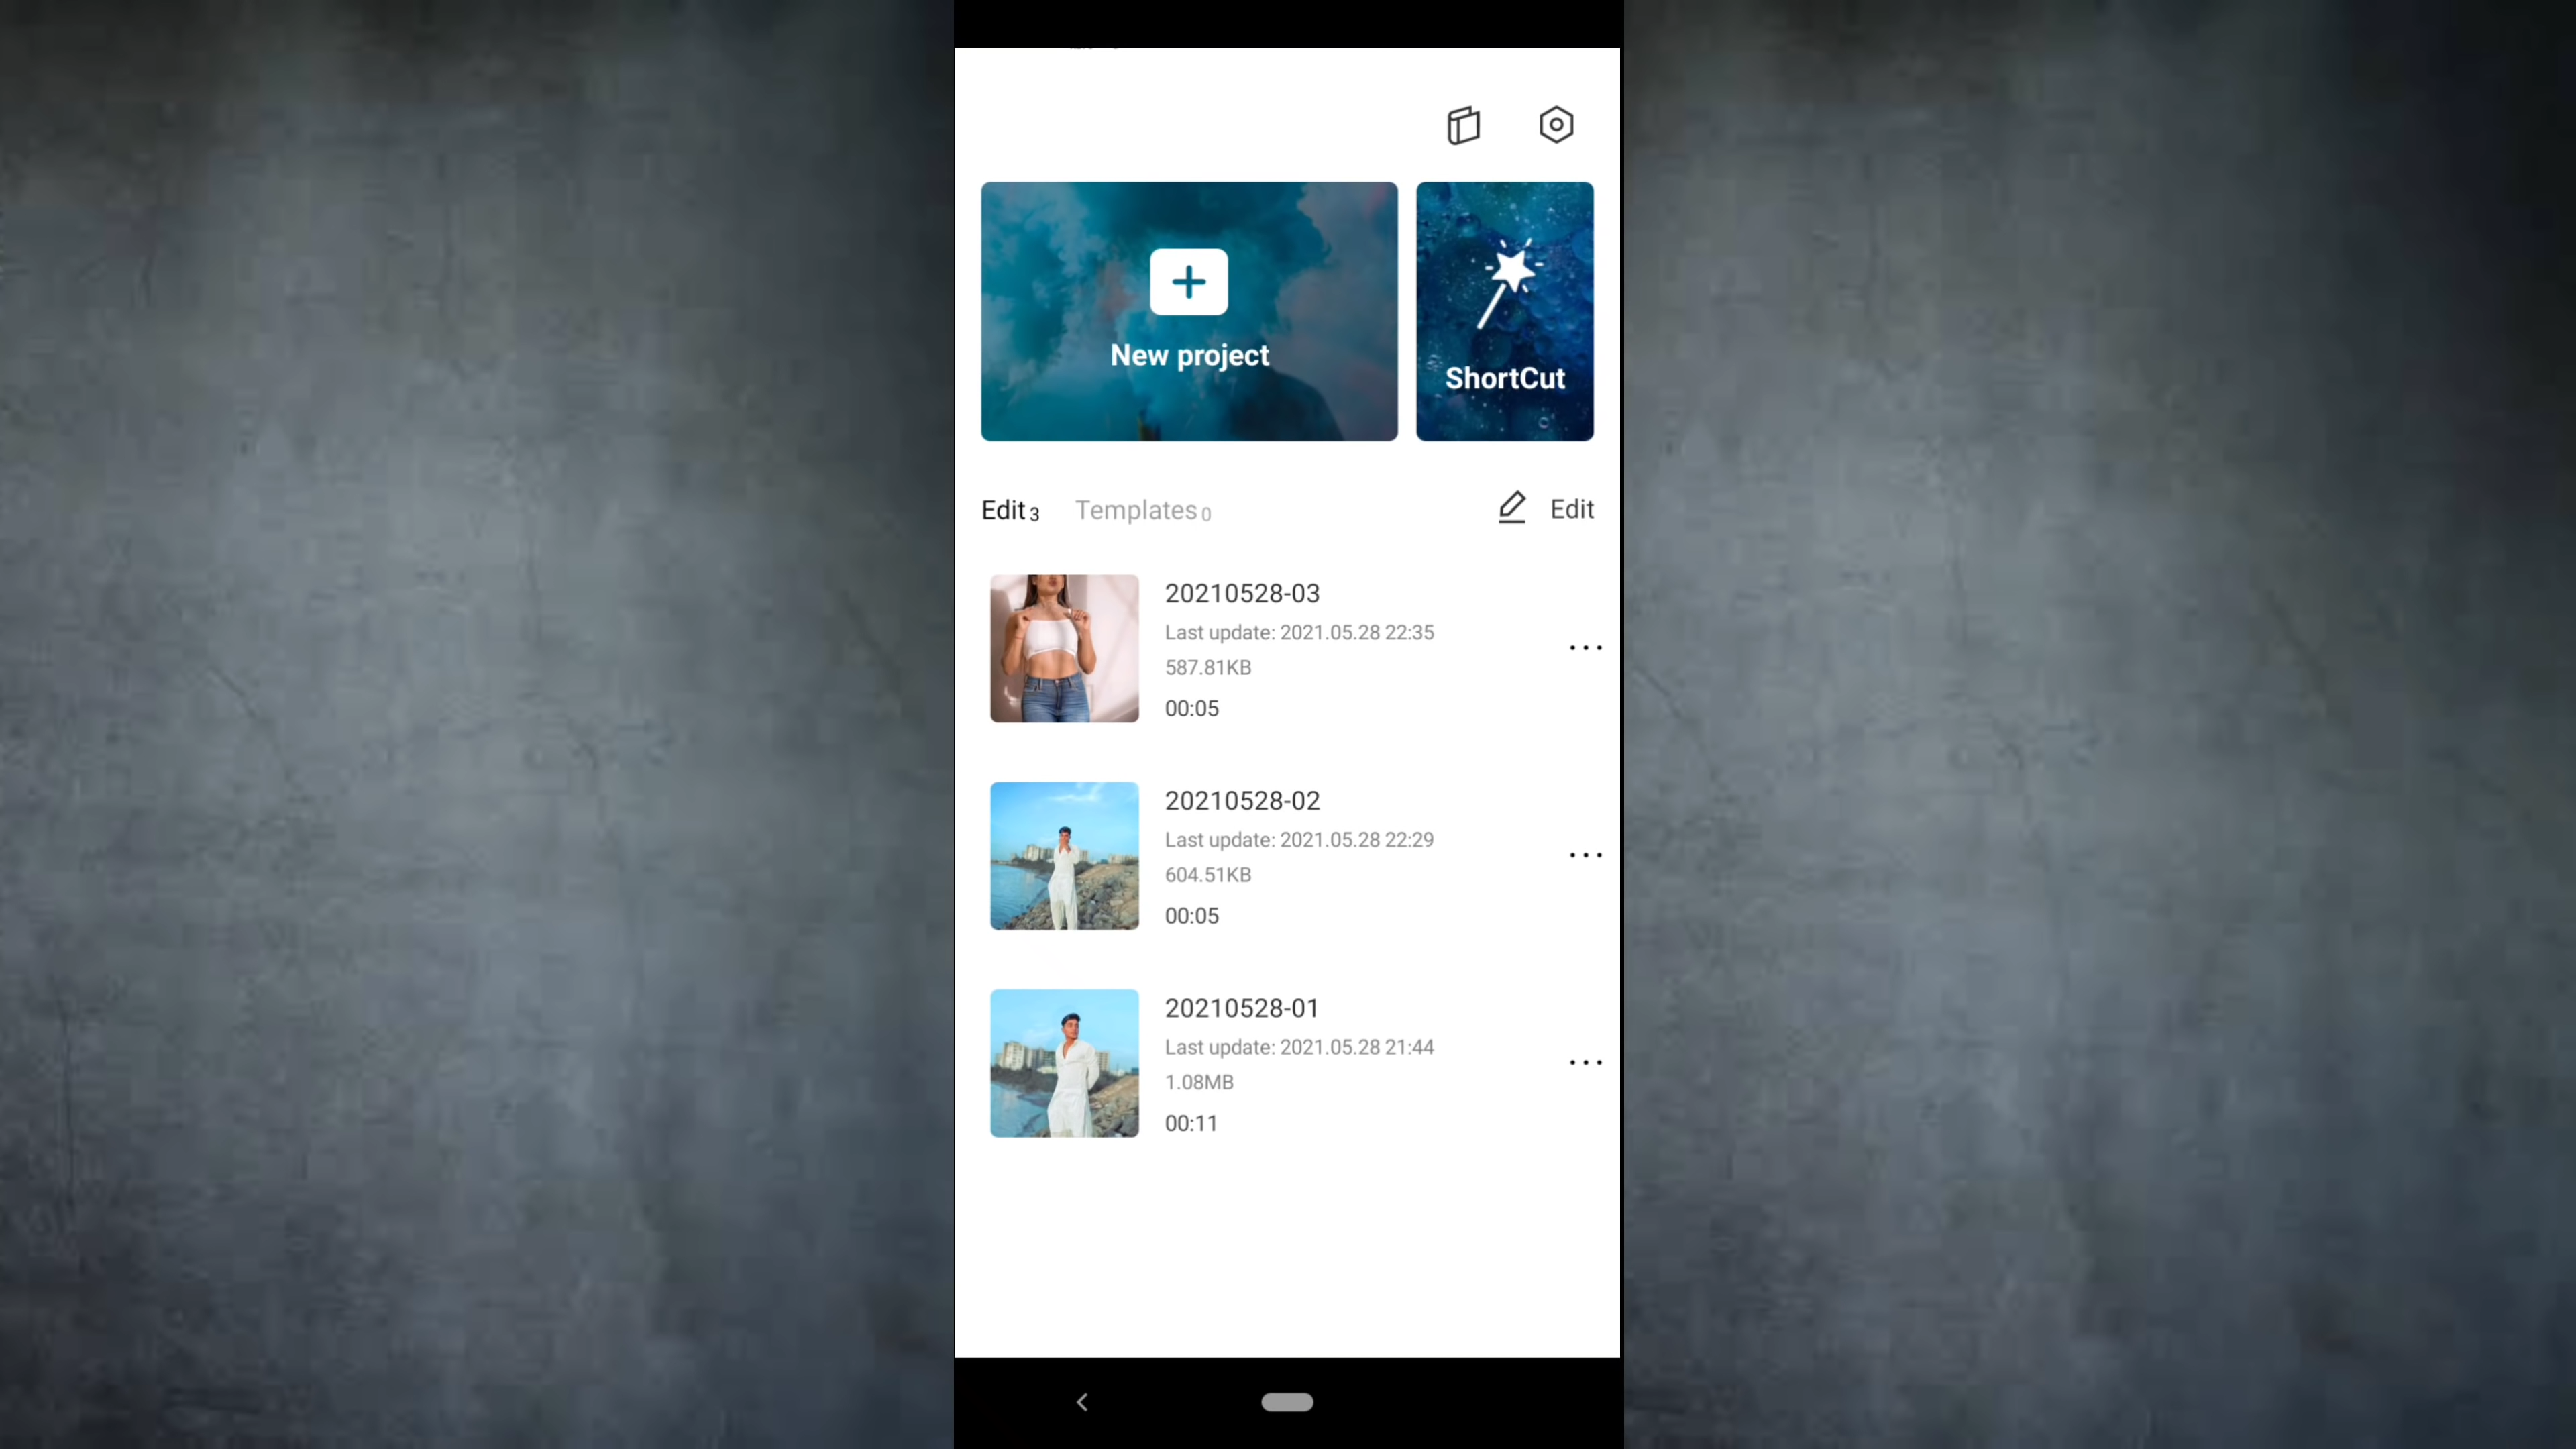 New project
ShortCut
Edit 3
Templates 0
Edit
20210528-03
Last update: 2021.05.28 22:35
587.81KB
00:05
20210528-02
Last update: 2021.05.28 22:29
604.51KB
00:05
20210528-01
Last update: 2021.05.28 21:44
1.08MB
00:11